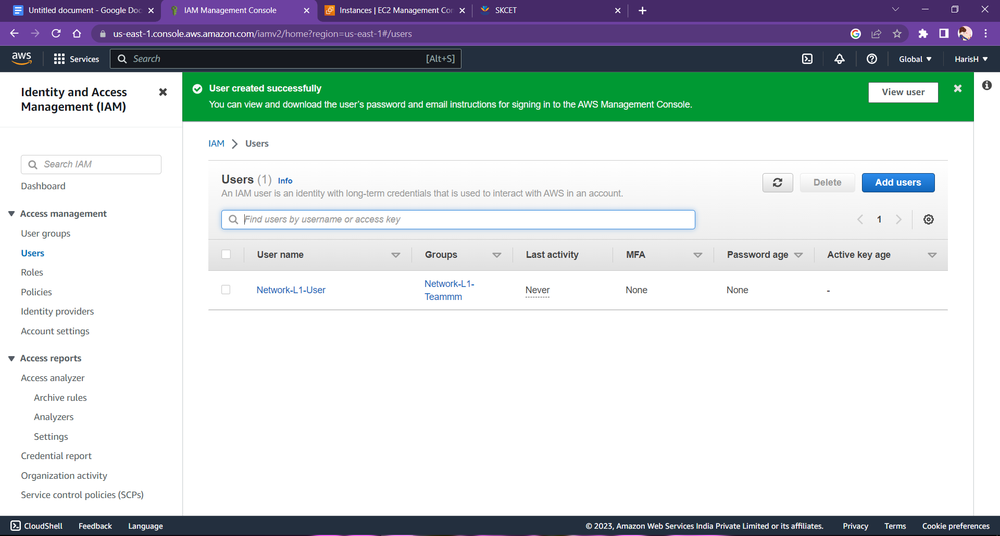 Untitled document - Google Doc
IAM Management Console
Instances | EC2 Management Con
SKCET
us-east-1.console.aws.amazon.com/iamv2/home?region=us-east-1#/users
aws
Services
Search
[Alt+S]
Global
HarisH
Identity and Access
Management (IAM)
Search IAM
Dashboard
Access management
User groups
Users
Roles
Policies
Identity providers
Account settings
Access reports
Access analyzer
Archive rules
Analyzers
Settings
Credential report
Organization activity
Service control policies (SCPs)
User created successfully
You can view and download the user's password and email instructions for signing in to the AWS Management Console.
View user
IAM
Users
Users (1) Info
An IAM user is an identity with long-term credentials that is used to interact with AWS in an account.
Delete
Add users
Find users by username or access key
1
User name
Groups
Last activity
MFA
Password age
Active key age
Network-L1-User
Network-L1-
Teammm
Never
None
None
-
CloudShell
Feedback
Language
© 2023, Amazon Web Services India Private Limited or its affiliates.
Privacy
Terms
Cookie preferences